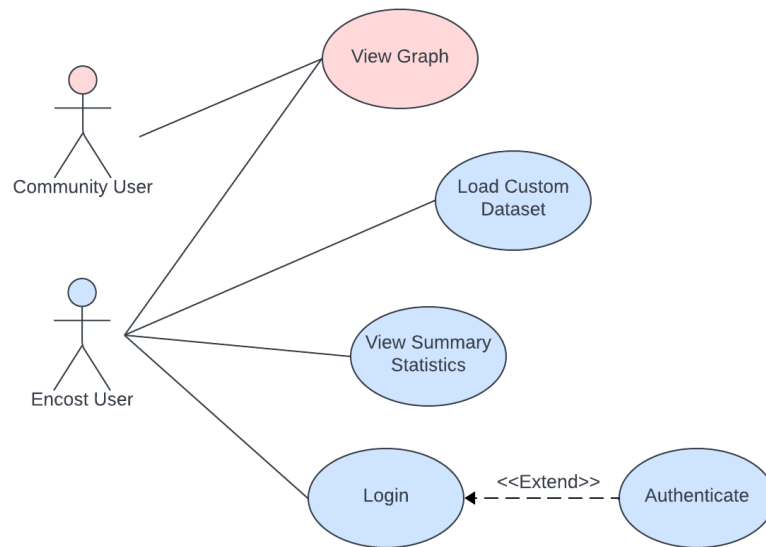 View Graph
Community User
Load Custom
Dataset
View Summary
Statistics
Encost User
Login
<<Extend>>
Authenticate